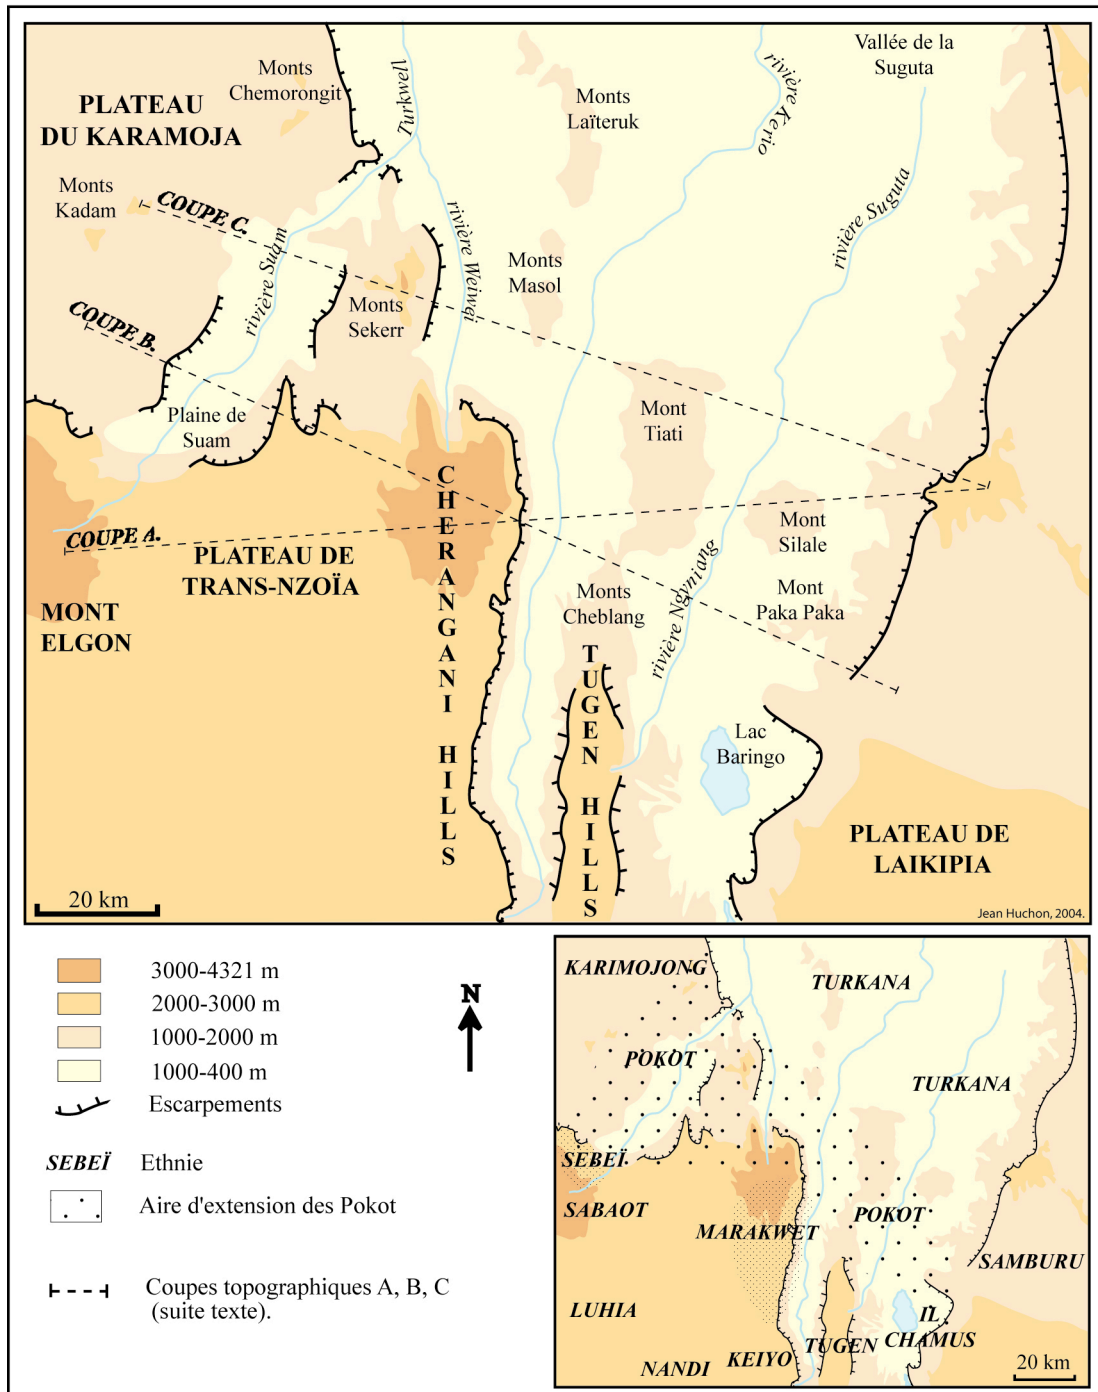 Monts
Chemorongit
PLATEAU
DU KARAMOJA
Turkwell
Monts
Laïteruk
rivière Kerio
Vallée de la
Suguta
Monts
Kadam
COUPE C.
rivière Suam
rivière Weiwei
rivière Suguta
Monts
Masol
Monts
Sekerr
COUPE B.
Plaine de
Suam
Mont
Tiati
CHERANGANI HILLS
COUPE A.
PLATEAU DE
TRANS-NZOÏA
Mont
Silale
MONT
ELGON
Monts
Cheblang
rivière Ngyniang
Mont
Paka Paka
TUGEN HILLS
Lac
Baringo
PLATEAU DE
LAIKIPIA
20 km
Jean Huchon, 2004.
3000-4321 m
2000-3000 m
1000-2000 m
1000-400 m
Escarpements
SEBEÏ Ethnie
Aire d'extension des Pokot
Coupes topographiques A, B, C
(suite texte).
N
KARIMOJONG
TURKANA
POKOT
TURKANA
SEBEÏ
SABAOT
MARAKWET
POKOT
SAMBURU
LUHIA
IL
CHAMUS
TUGEN
KEIYO
NANDI
20 km